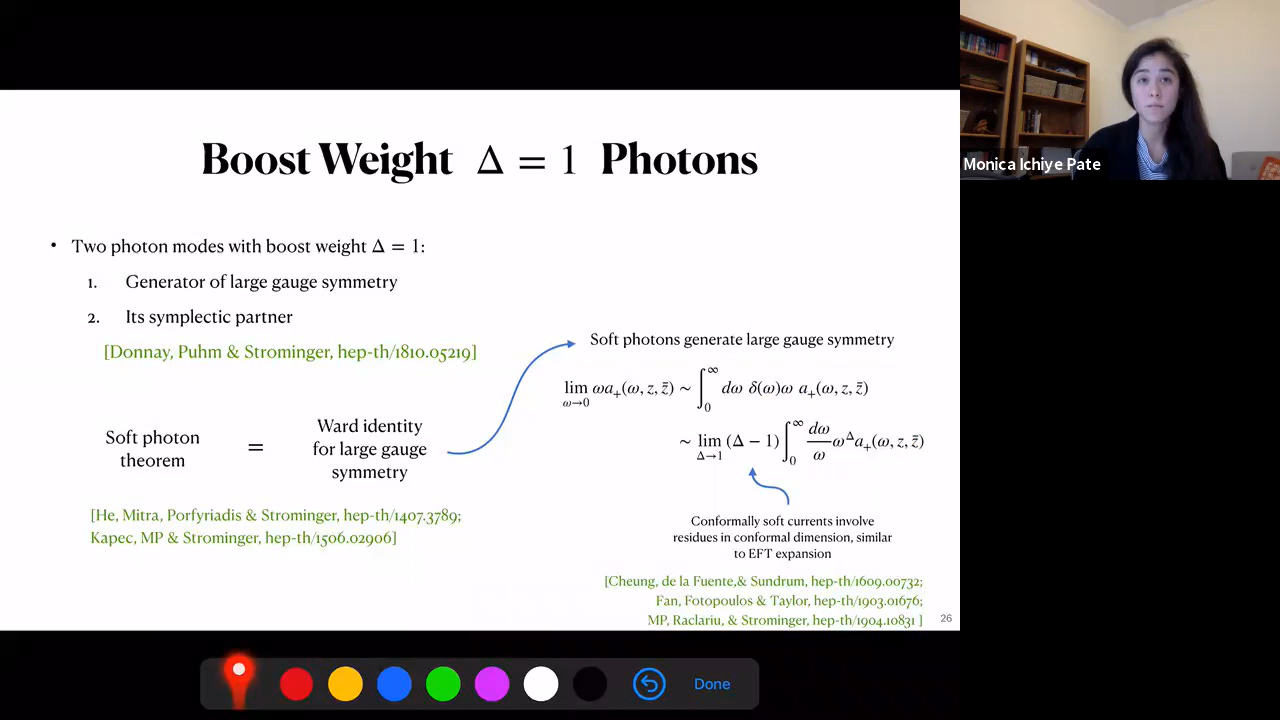 Boost Weight Δ = 1 Photons
• Two photon modes with boost weight Δ = 1:
1. Generator of large gauge symmetry
2. Its symplectic partner
[Donnay, Puhm & Strominger, hep-th/1810.05219]
Soft photon
theorem
=
Ward identity
for large gauge
symmetry
[He, Mitra, Porfyriadis & Strominger, hep-th/1407.3789;
Kapec, MP & Strominger, hep-th/1506.02906]
Soft photons generate large gauge symmetry
lim_{ω→0} ωa₊(ω, z, z̄) ~ ∫₀^∞ dω δ(ω)ω a₊(ω, z, z̄)
~ lim_{Δ→1} (Δ − 1) ∫₀^∞ dω/ω ω^Δ a₊(ω, z, z̄)
Conformally soft currents involve
residues in conformal dimension, similar
to EFT expansion
[Cheung, de la Fuente,& Sundrum, hep-th/1609.00732;
Fan, Fotopoulos & Taylor, hep-th/1903.01676;
MP, Raclariu, & Strominger, hep-th/1904.10831 ]
26
Monica Ichiye Pate
Done